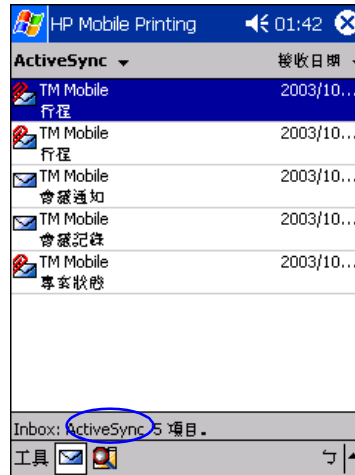 HP Mobile Printing 01:42
ActiveSync 接收日期
TM Mobile 2003/10...
行程
TM Mobile 2003/10...
行程
TM Mobile 2003/10...
會議通知
TM Mobile 2003/10...
會議記錄
TM Mobile 2003/10...
專案狀態
Inbox: ActiveSync 5 項目.
工具 ㄅ